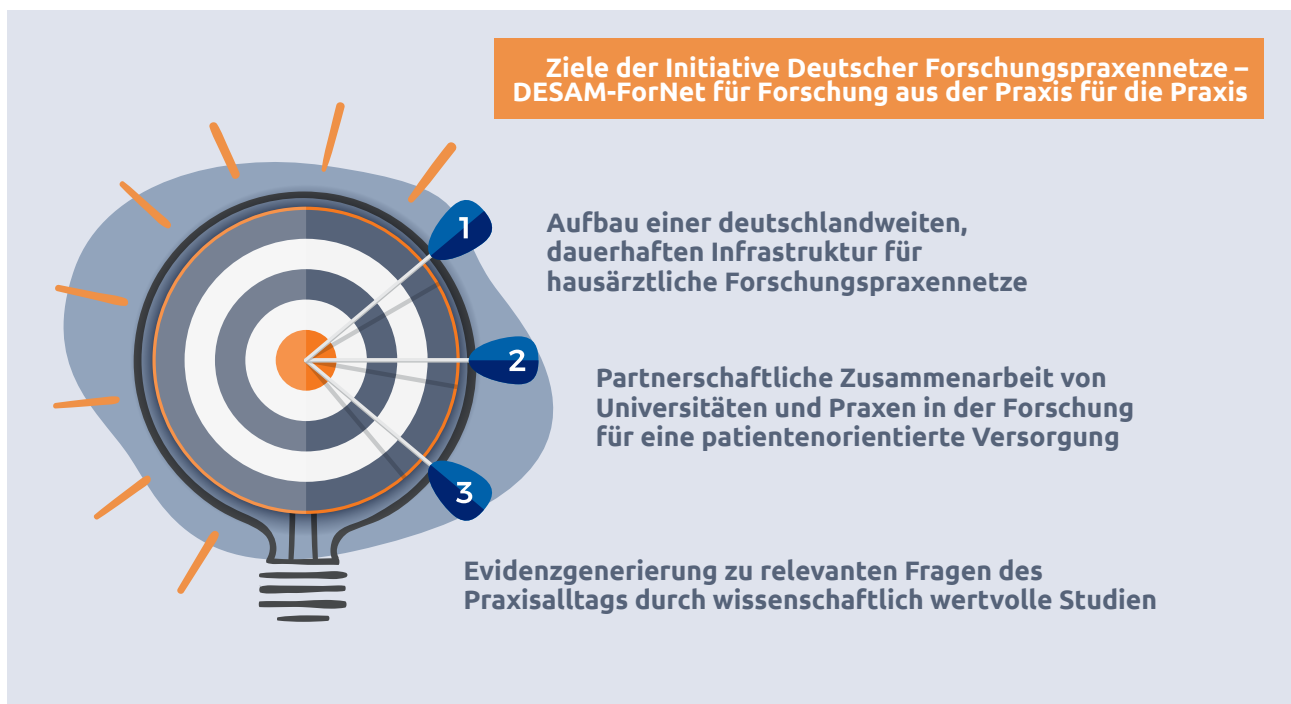 Ziele der Initiative Deutscher Forschungspraxennetze –
DESAM-ForNet für Forschung aus der Praxis für die Praxis
1
Aufbau einer deutschlandweiten,
dauerhaften Infrastruktur für
hausärztliche Forschungspraxennetze
2
Partnerschaftliche Zusammenarbeit von
Universitäten und Praxen in der Forschung
für eine patientenorientierte Versorgung
3
Evidenzgenerierung zu relevanten Fragen des
Praxisalltags durch wissenschaftlich wertvolle Studien